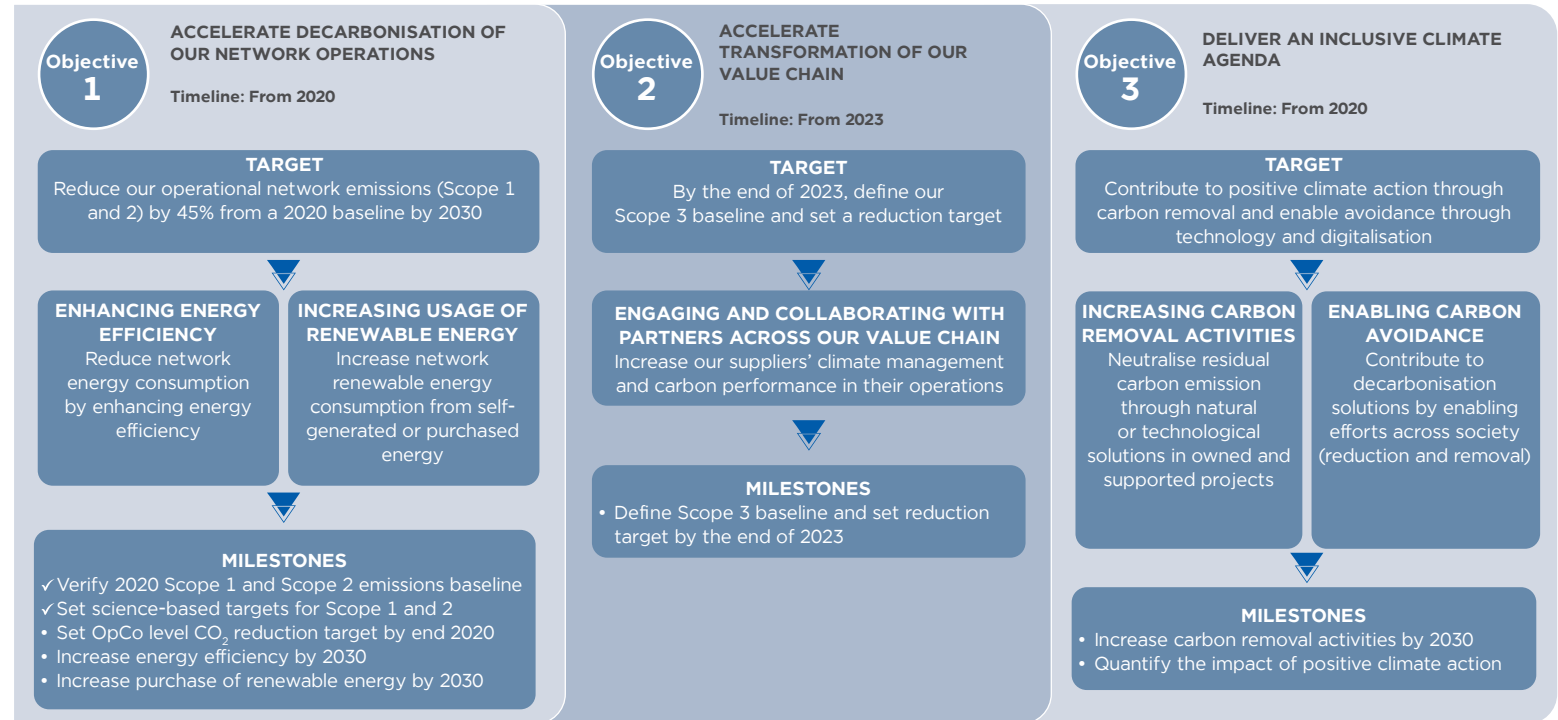 Objective
1
ACCELERATE DECARBONISATION OF
OUR NETWORK OPERATIONS
Timeline: From 2020
TARGET
Reduce our operational network emissions (Scope 1
and 2) by 45% from a 2020 baseline by 2030
ENHANCING ENERGY
EFFICIENCY
Reduce network
energy consumption
by enhancing energy
efficiency
INCREASING USAGE OF
RENEWABLE ENERGY
Increase network
renewable energy
consumption from self-
generated or purchased
energy
MILESTONES
✓ Verify 2020 Scope 1 and Scope 2 emissions baseline
✓ Set science-based targets for Scope 1 and 2
• Set OpCo level CO₂ reduction target by end 2020
• Increase energy efficiency by 2030
• Increase purchase of renewable energy by 2030
Objective
2
ACCELERATE
TRANSFORMATION OF OUR
VALUE CHAIN
Timeline: From 2023
TARGET
By the end of 2023, define our
Scope 3 baseline and set a reduction target
ENGAGING AND COLLABORATING WITH
PARTNERS ACROSS OUR VALUE CHAIN
Increase our suppliers’ climate management
and carbon performance in their operations
MILESTONES
• Define Scope 3 baseline and set reduction
target by the end of 2023
Objective
3
DELIVER AN INCLUSIVE CLIMATE
AGENDA
Timeline: From 2020
TARGET
Contribute to positive climate action through
carbon removal and enable avoidance through
technology and digitalisation
INCREASING CARBON
REMOVAL ACTIVITIES
Neutralise residual
carbon emission
through natural
or technological
solutions in owned and
supported projects
ENABLING CARBON
AVOIDANCE
Contribute to
decarbonisation
solutions by enabling
efforts across society
(reduction and removal)
MILESTONES
• Increase carbon removal activities by 2030
• Quantify the impact of positive climate action